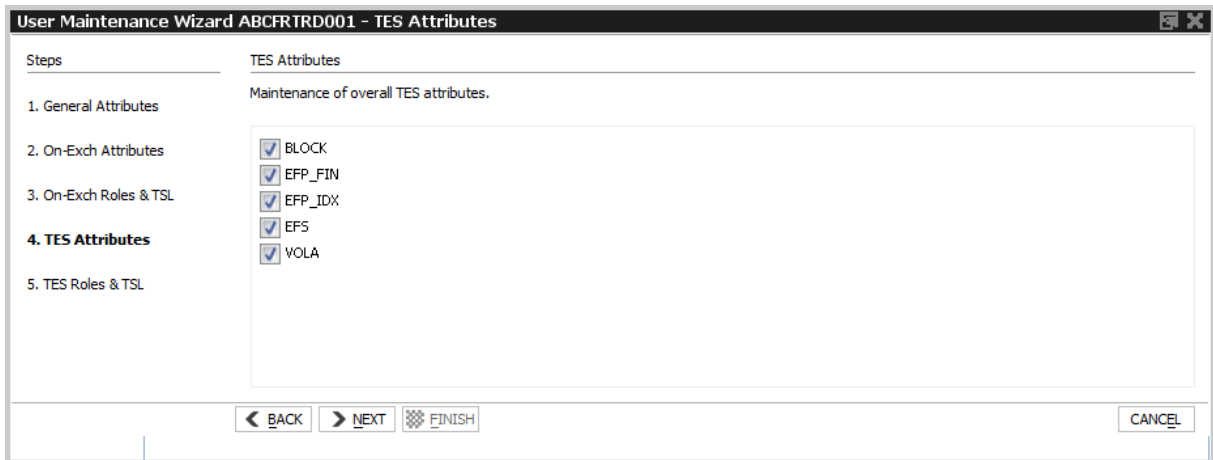 User Maintenance Wizard ABCFRTRD001 - TES Attributes
Steps
TES Attributes
Maintenance of overall TES attributes.
1. General Attributes
2. On-Exch Attributes
3. On-Exch Roles & TSL
4. TES Attributes
5. TES Roles & TSL
BLOCK
EFP_FIN
EFP_IDX
EFS
VOLA
BACK NEXT FINISH CANCEL